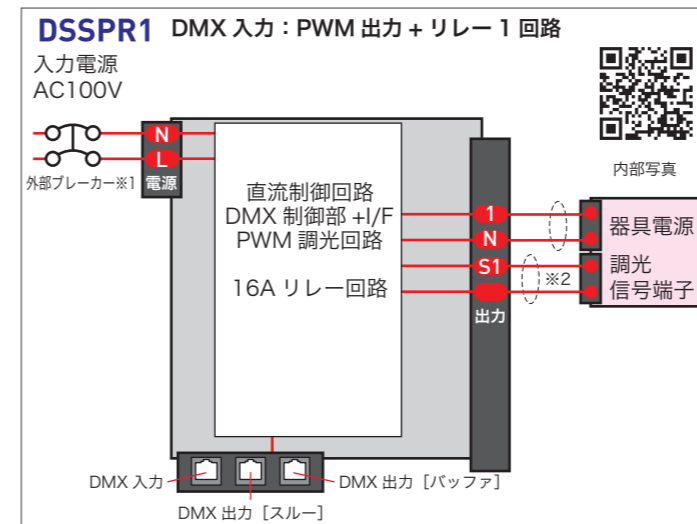 DSSPR1 DMX 入力：PWM 出力 + リレー 1 回路
入力電源
AC100V
N
L
外部ブレーカー※1
電源
内部写真
直流制御回路
DMX 制御部 +I/F
PWM 調光回路
16A リレー回路
1
N
S1
出力
※2
器具電源
調光
信号端子
DMX 入力
DMX 出力［バッファ］
DMX 出力［スルー］